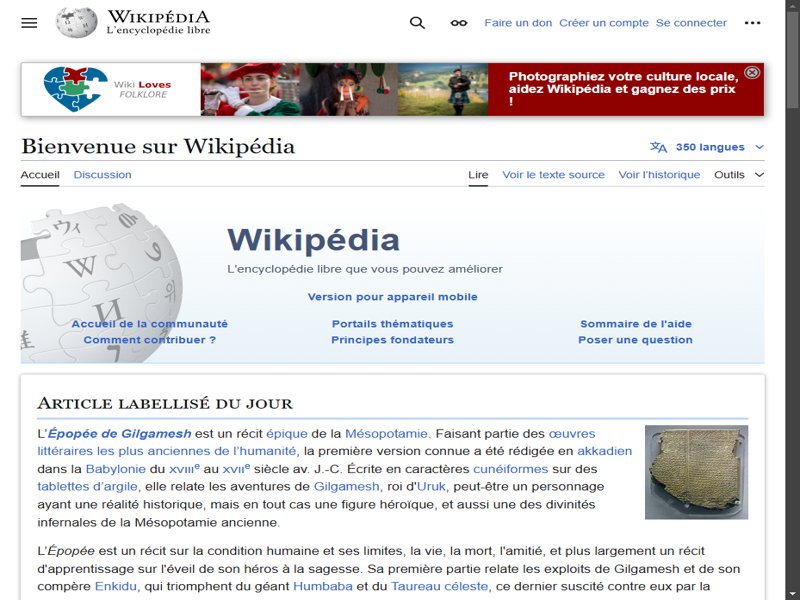 WIKIPÉDIA
L'encyclopédie libre
Faire un don Créer un compte Se connecter
Wiki Loves
FOLKLORE
Photographiez votre culture locale,
aidez Wikipédia et gagnez des prix
!
Bienvenue sur Wikipédia
350 langues
Accueil Discussion Lire Voir le texte source Voir l'historique Outils
Wikipédia
L'encyclopédie libre que vous pouvez améliorer
Version pour appareil mobile
Accueil de la communauté Portails thématiques Sommaire de l'aide
Comment contribuer ? Principes fondateurs Poser une question
ARTICLE LABELLISÉ DU JOUR
L'Épopée de Gilgamesh est un récit épique de la Mésopotamie. Faisant partie des œuvres
littéraires les plus anciennes de l'humanité, la première version connue a été rédigée en akkadien
dans la Babylonie du XVIIIe au XVIIe siècle av. J.-C. Écrite en caractères cunéiformes sur des
tablettes d'argile, elle relate les aventures de Gilgamesh, roi d'Uruk, peut-être un personnage
ayant une réalité historique, mais en tout cas une figure héroïque, et aussi une des divinités
infernales de la Mésopotamie ancienne.
L'Épopée est un récit sur la condition humaine et ses limites, la vie, la mort, l'amitié, et plus largement un récit
d'apprentissage sur l'éveil de son héros à la sagesse. Sa première partie relate les exploits de Gilgamesh et de son
compère Enkidu, qui triomphent du géant Humbaba et du Taureau céleste, ce dernier suscité contre eux par la